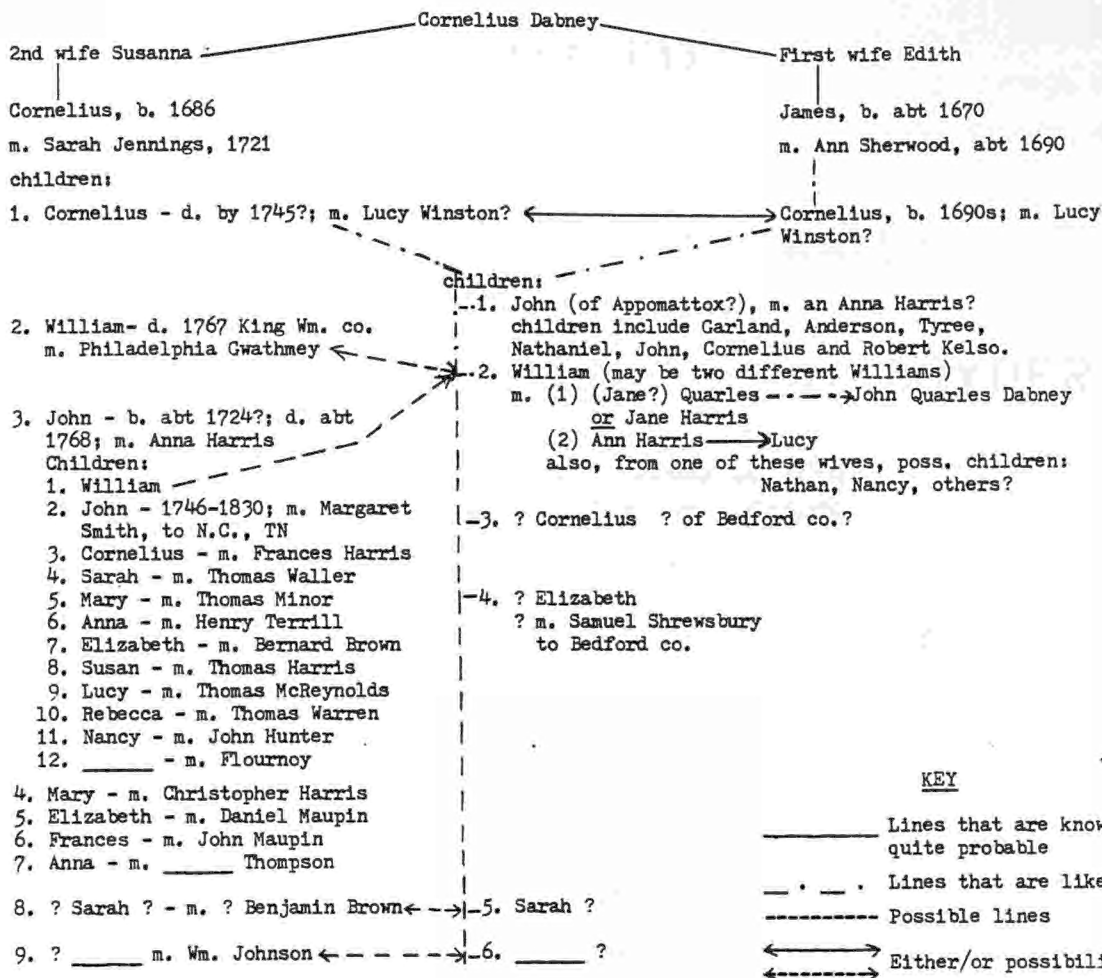 Cornelius Dabney
2nd wife Susanna
First wife Edith
Cornelius, b. 1686
m. Sarah Jennings, 1721
children:
James, b. abt 1670
m. Ann Sherwood, abt 1690
1. Cornelius - d. by 1745?; m. Lucy Winston?
Cornelius, b. 1690s; m. Lucy
Winston?
children:
1. John (of Appomattox?), m. an Anna Harris?
children include Garland, Anderson, Tyree,
Nathaniel, John, Cornelius and Robert Kelso.
2. William- d. 1767 King Wm. co.
m. Philadelphia Gwathmey
2. William (may be two different Williams)
m. (1) (Jane?) Quarles John Quarles Dabney
or Jane Harris
(2) Ann Harris Lucy
also, from one of these wives, poss. children:
Nathan, Nancy, others?
3. John - b. abt 1724?; d. abt
1768; m. Anna Harris
Children:
1. William
2. John - 1746-1830; m. Margaret
Smith, to N.C., TN
3. Cornelius - m. Frances Harris
4. Sarah - m. Thomas Waller
5. Mary - m. Thomas Minor
6. Anna - m. Henry Terrill
7. Elizabeth - m. Bernard Brown
8. Susan - m. Thomas Harris
9. Lucy - m. Thomas McReynolds
10. Rebecca - m. Thomas Warren
11. Nancy - m. John Hunter
12. ______ - m. Flournoy
3. ? Cornelius ? of Bedford co.?
4. ? Elizabeth
? m. Samuel Shrewsbury
to Bedford co.
4. Mary - m. Christopher Harris
5. Elizabeth - m. Daniel Maupin
6. Frances - m. John Maupin
7. Anna - m. ______ Thompson
8. ? Sarah ? - m. ? Benjamin Brown
5. Sarah ?
9. ? ______ m. Wm. Johnson
6. ______ ?
KEY
Lines that are know
quite probable
Lines that are like
Possible lines
Either/or possibili